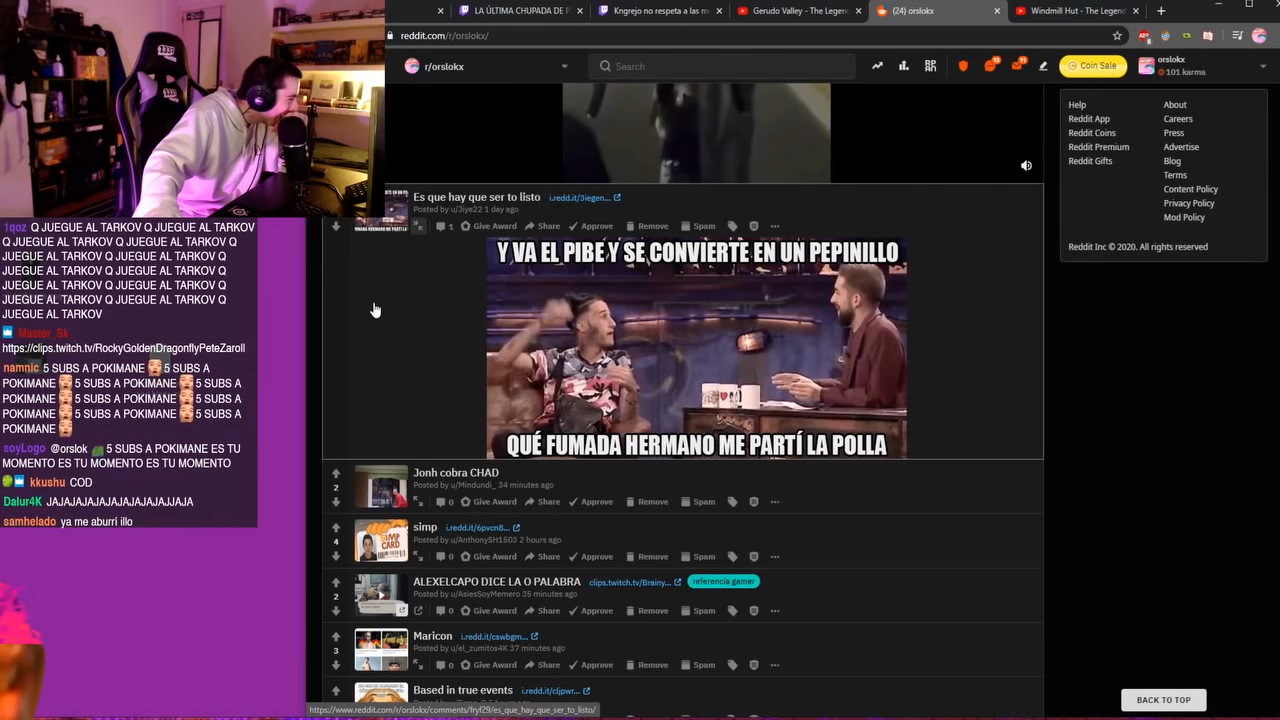 LA ÚLTIMA CHUPADA DE P
Kngrejo no respeta a las m
Gerudo Valley - The Legend
(24) orslokx
Windmill Hut - The Legend
reddit.com/r/orslokx/
r/orslokx
Search
Coin Sale
orslokx
101 karma
Help
About
Reddit App
Careers
Reddit Coins
Press
Reddit Premium
Advertise
Reddit Gifts
Blog
Terms
Content Policy
Privacy Policy
Mod Policy
Reddit Inc © 2020. All rights reserved
Es que hay que ser to listo
i.redd.it/3iegen...
Posted by u/Jiye22 1 day ago
1 Give Award Share Approve Remove Spam
Y VA EL PIBE Y SE CONVIERTE EN UN PEPINILLO
QUÉ FUMADA HERMANO ME PARTÍ LA POLLA
Jonh cobra CHAD
2
Posted by u/Mindundi_ 34 minutes ago
0 Give Award Share Approve Remove Spam
simp i.redd.it/6pvcn8...
4
Posted by u/AnthonySH1503 2 hours ago
SIMP CARD
0 Give Award Share Approve Remove Spam
ALEXELCAPO DICE LA O PALABRA clips.twitch.tv/Brainy... referencia gamer
2
Posted by u/AsiesSoyMemero 35 minutes ago
0 Give Award Share Approve Remove Spam
Maricon i.redd.it/cswbgm...
3
Posted by u/el_zumitos4K 37 minutes ago
0 Give Award Share Approve Remove Spam
Based in true events i.redd.it/cljpwr...
https://www.reddit.com/r/orslokx/comments/fryf29/es_que_hay_que_ser_to_listo/
BACK TO TOP
1qoz Q JUEGUE AL TARKOV Q JUEGUE AL TARKOV
Q JUEGUE AL TARKOV Q JUEGUE AL TARKOV Q
JUEGUE AL TARKOV Q JUEGUE AL TARKOV Q
JUEGUE AL TARKOV Q JUEGUE AL TARKOV Q
JUEGUE AL TARKOV Q JUEGUE AL TARKOV Q
JUEGUE AL TARKOV Q JUEGUE AL TARKOV Q
JUEGUE AL TARKOV
Master_Sk
https://clips.twitch.tv/RockyGoldenDragonflyPeteZaroll
namnic 5 SUBS A POKIMANE 5 SUBS A
POKIMANE 5 SUBS A POKIMANE 5 SUBS A
POKIMANE 5 SUBS A POKIMANE 5 SUBS A
POKIMANE 5 SUBS A POKIMANE 5 SUBS A
POKIMANE
soyLogo @orslok 5 SUBS A POKIMANE ES TU
MOMENTO ES TU MOMENTO ES TU MOMENTO
kkushu COD
Dalur4K JAJAJAJAJAJAJAJAJAJJAJA
samhelado ya me aburrí illo